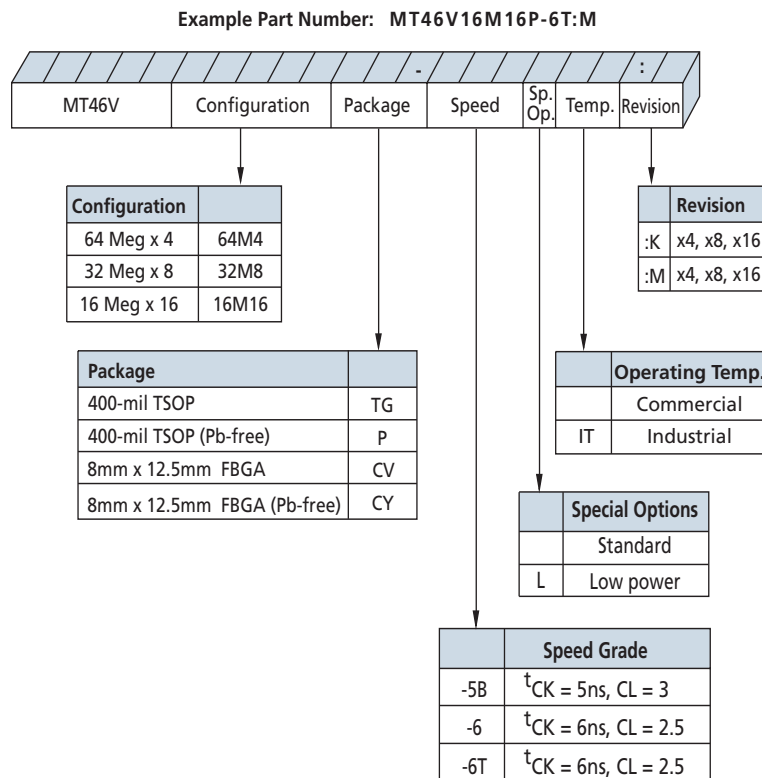 Example Part Number: MT46V16M16P-6T:M
- :
MT46V Configuration Package Speed Sp. Op. Temp. Revision
Configuration
64 Meg x 4 64M4
32 Meg x 8 32M8
16 Meg x 16 16M16
Revision
:K x4, x8, x16
:M x4, x8, x16
Package
400-mil TSOP TG
400-mil TSOP (Pb-free) P
8mm x 12.5mm FBGA CV
8mm x 12.5mm FBGA (Pb-free) CY
Operating Temp.
Commercial
IT Industrial
Special Options
Standard
L Low power
Speed Grade
-5B tCK = 5ns, CL = 3
-6 tCK = 6ns, CL = 2.5
-6T tCK = 6ns, CL = 2.5